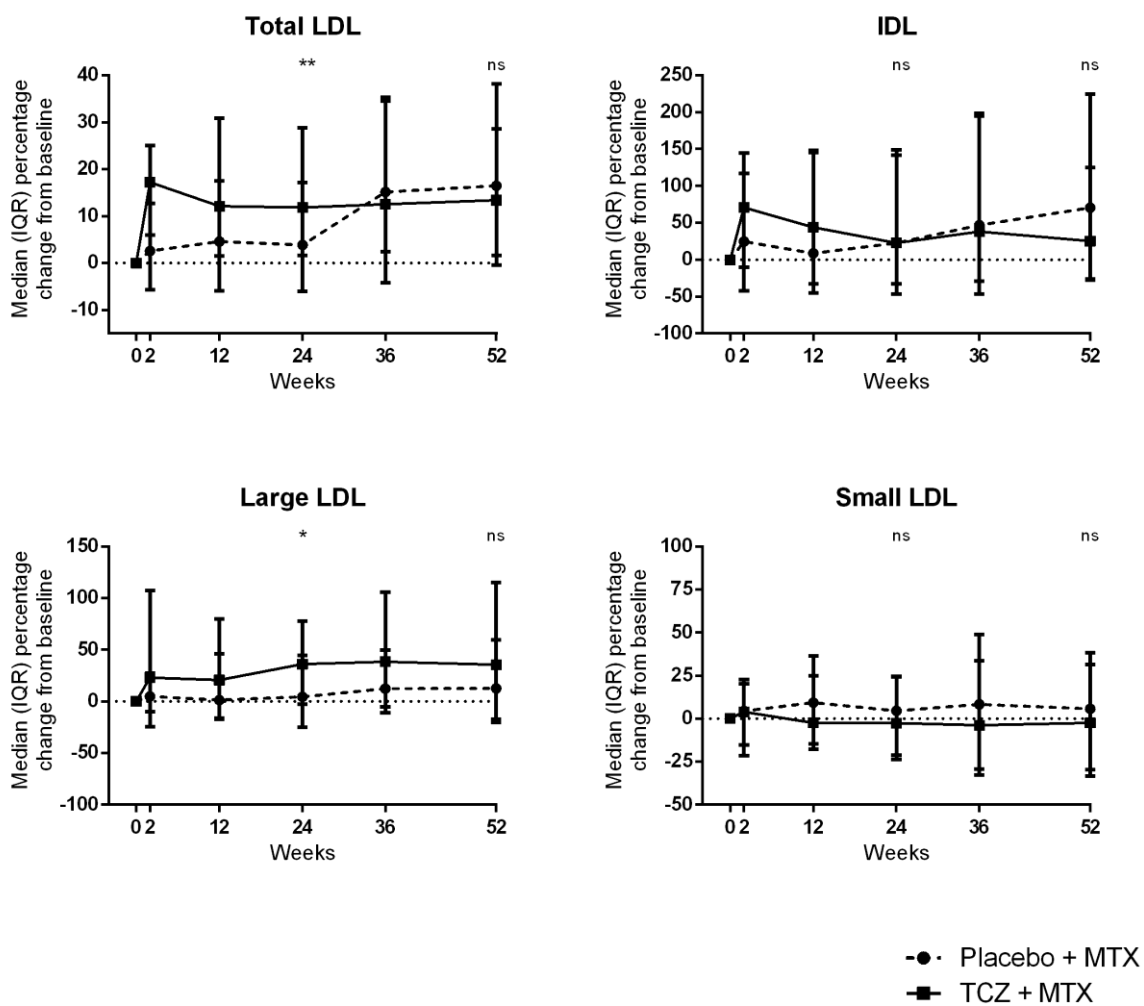 Total LDL
**
ns
Median (IQR) percentage
change from baseline
40
30
20
10
0
-10
0 2 12 24 36 52
Weeks
IDL
ns
ns
Median (IQR) percentage
change from baseline
250
200
150
100
50
0
-50
-100
0 2 12 24 36 52
Weeks
Large LDL
*
ns
Median (IQR) percentage
change from baseline
150
100
50
0
-50
-100
0 2 12 24 36 52
Weeks
Small LDL
ns
ns
Median (IQR) percentage
change from baseline
100
75
50
25
0
-25
-50
0 2 12 24 36 52
Weeks
Placebo + MTX
TCZ + MTX